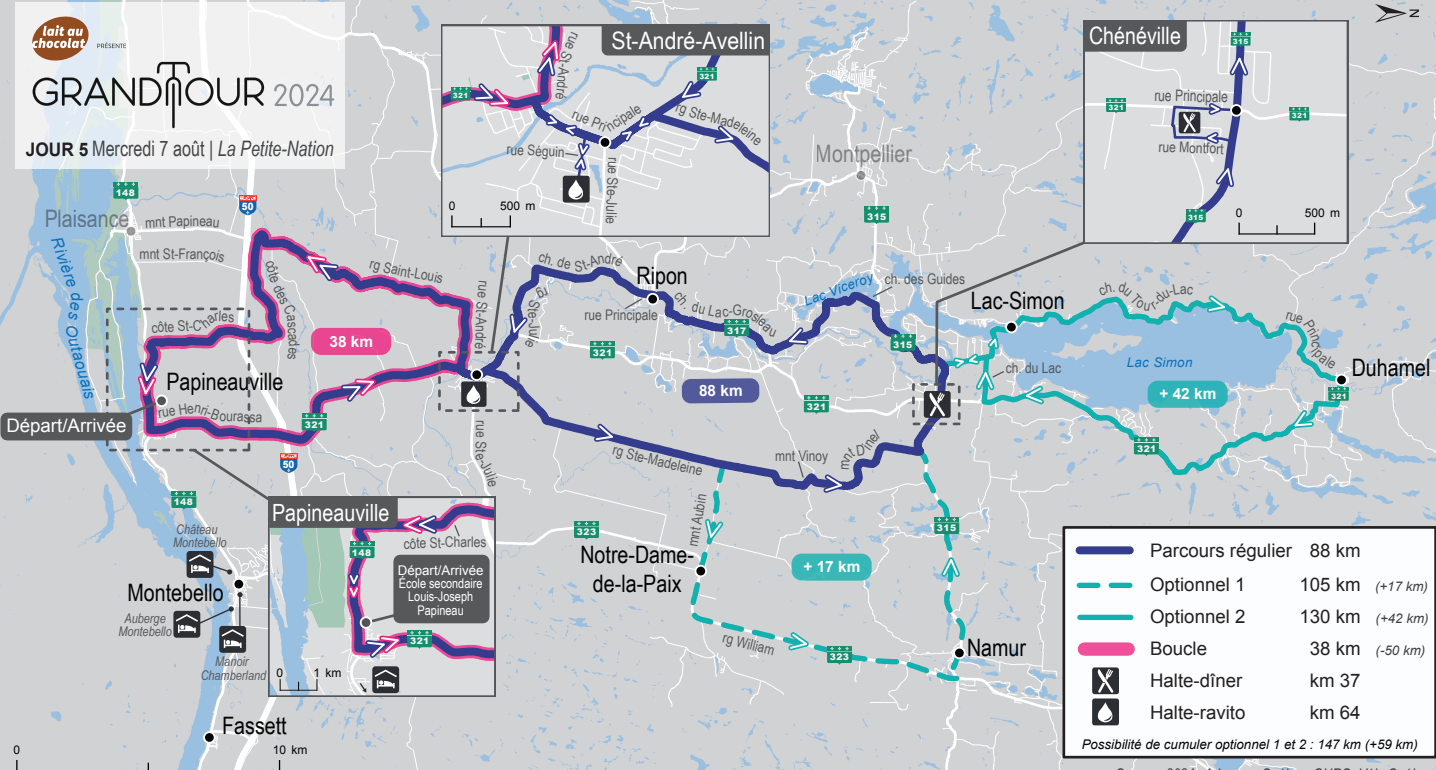 lait au
chocolat
PRÉSENTE
GRANDTOUR 2024
JOUR 5 Mercredi 7 août | La Petite-Nation
St-André-Avellin
321
rue St-André
321
rue Principale
rg Ste-Madeleine
rue Séguin
rue Ste-Julie
0 500 m
Chénéville
315
321
rue Principale
321
rue Montfort
315
0 500 m
N
148
50
Plaisance
mnt Papineau
mnt St-François
Rivière des Outaouais
côte des Cascades
rg Saint-Louis
côte St-Charles
38 km
Papineauville
rue Henri-Bourassa
Départ/Arrivée
321
50
148
rue St-André
rue Ste-Julie
rg Ste-Julie
ch. de St-André
Ripon
rue Principale
ch. du Lac-Grosleau
317
321
Montpellier
315
Lac Viceroy
ch. des Guides
315
88 km
321
rg Ste-Madeleine
mnt Vinoy
mnt Dinel
Lac-Simon
ch. du Tour-du-Lac
rue Principale
Lac Simon
ch. du Lac
Duhamel
321
+ 42 km
321
mnt Aubin
323
Notre-Dame-
de-la-Paix
+ 17 km
315
rg William
323
Namur
Château
Montebello
Montebello
Auberge
Montebello
Manoir
Chamberland
Fassett
0 10 km
Papineauville
côte St-Charles
148
Départ/Arrivée
École secondaire
Louis-Joseph
Papineau
321
0 1 km
Parcours régulier 88 km
Optionnel 1 105 km (+17 km)
Optionnel 2 130 km (+42 km)
Boucle 38 km (-50 km)
Halte-dîner km 37
Halte-ravito km 64
Possibilité de cumuler optionnel 1 et 2 : 147 km (+59 km)